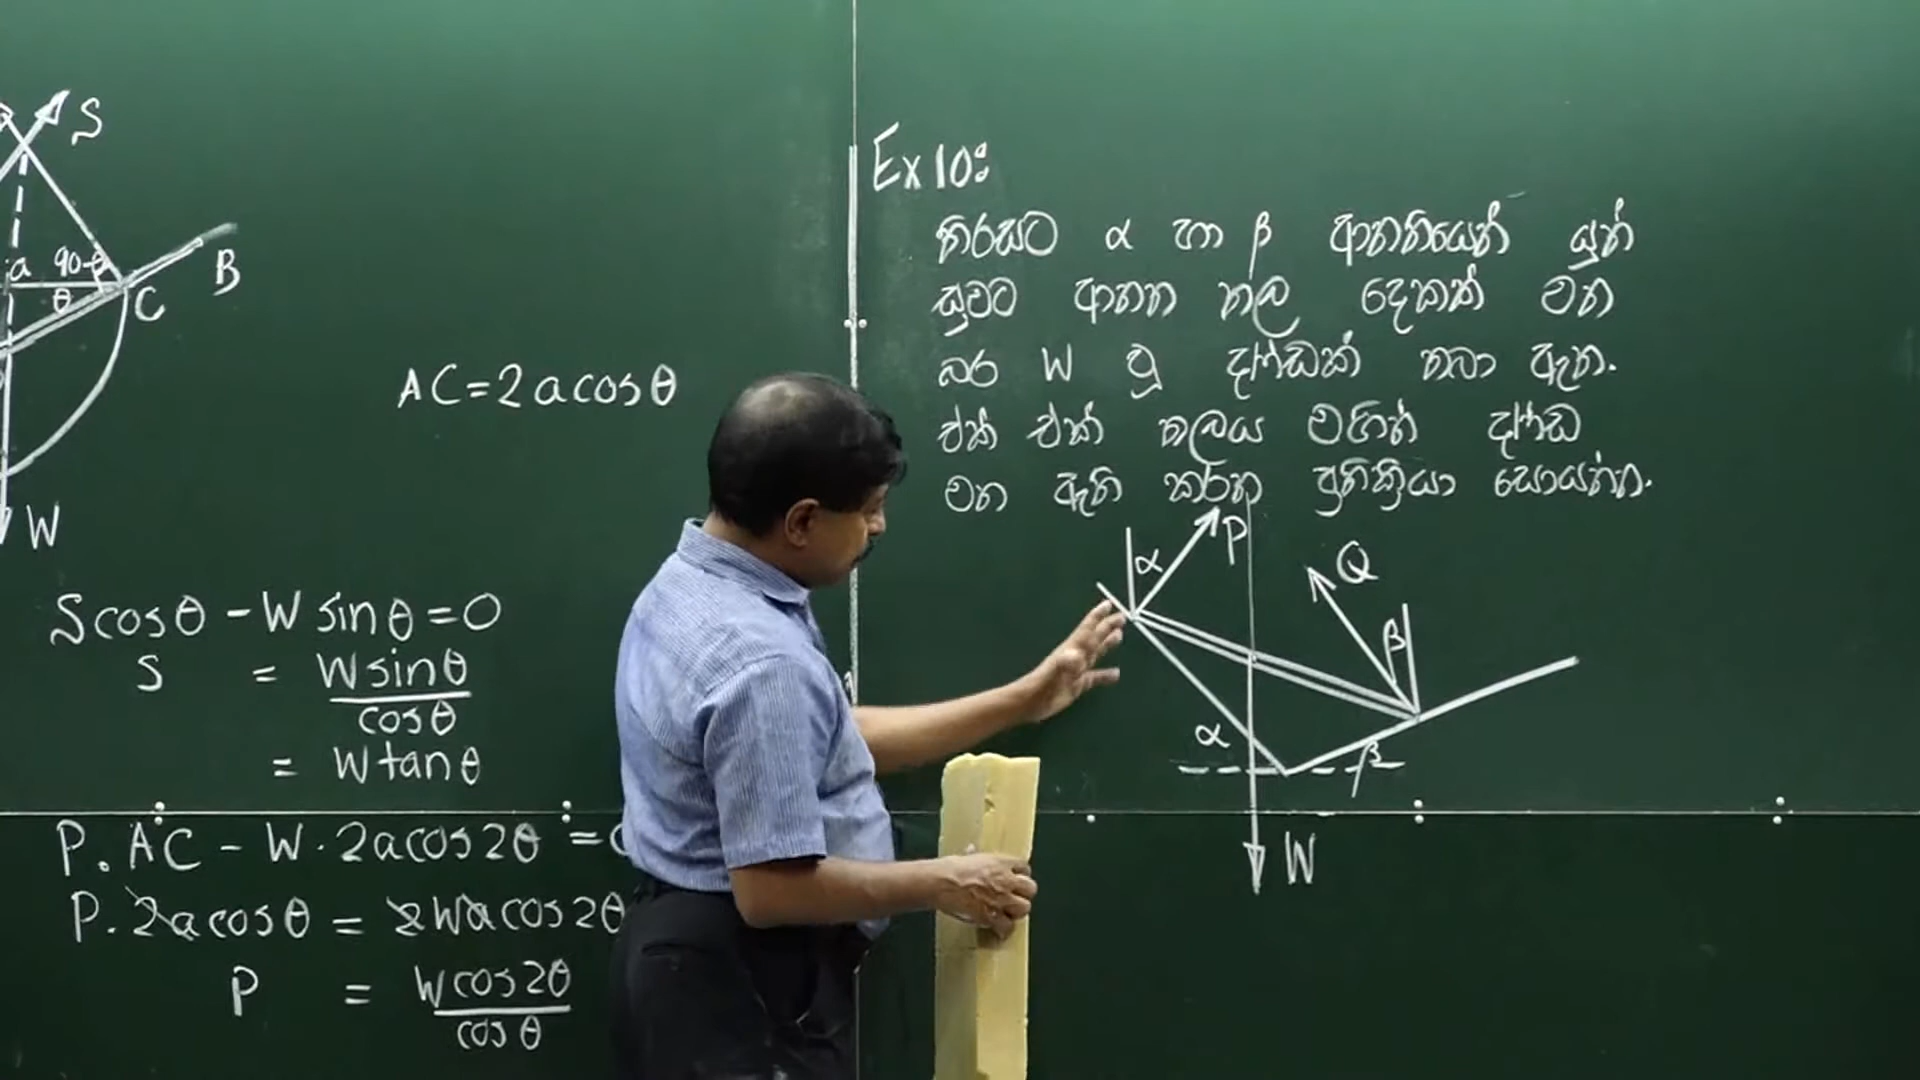 S
a 90-θ
θ
B
C
W
AC=2acosθ
Scosθ - W sinθ = 0
S = Wsinθ
cosθ
= Wtanθ
P.AC - W.2acos2θ =
P.2acosθ = 2Wacos2θ
P = Wcos2θ
cosθ
Ex 10:
තිරසට α හා β ආනතියෙන් යුත්
සුමට ආනත තල දෙකක් මත
බර W වූ දණ්ඩක් තබා ඇත.
එක් එක් තලය මගින් දණ්ඩ
මත ඇති කරන ප්‍රතික්‍රියා සොයන්න.
α P
Q
β
α
β
W